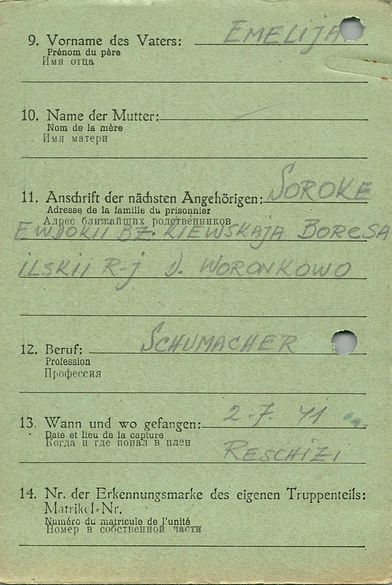 9. Vorname des Vaters: EMELIJA
Prénom du père
Имя отца
10. Name der Mutter:
Nom de la mère
Имя матери
11. Anschrift der nächsten Angehörigen: SOROKE
Adresse de la famille du prisonnier
Адрес ближайших родственников
EWDOKII BZ. KIEWSKAJA BORCSA
ILSKII R-j D. WORONKOWO
12. Beruf: SCHUMACHER
Profession
Профессия
13. Wann und wo gefangen: 2.7.41
Date et lieu de la capture
Когда и где попал в плен
RESCHIZI
14. Nr. der Erkennungsmarke des eigenen Truppenteils:
Matrikel-Nr.
Numéro du matricule de l'unité
Номер в собственной части